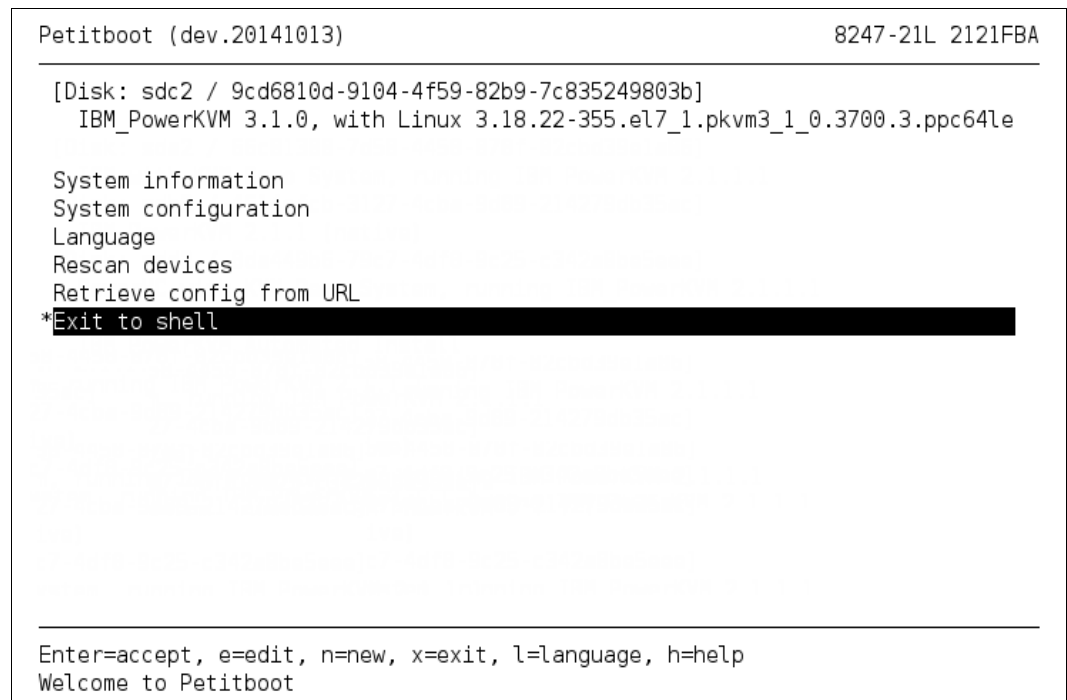 Petitboot (dev.20141013) 8247-21L 2121FBA
[Disk: sdc2 / 9cd6810d-9104-4f59-82b9-7c835249803b]
IBM_PowerKVM 3.1.0, with Linux 3.18.22-355.el7_1.pkvm3_1_0.3700.3.ppc64le
System information
System configuration
Language
Rescan devices
Retrieve config from URL
*Exit to shell
Enter=accept, e=edit, n=new, x=exit, l=language, h=help
Welcome to Petitboot